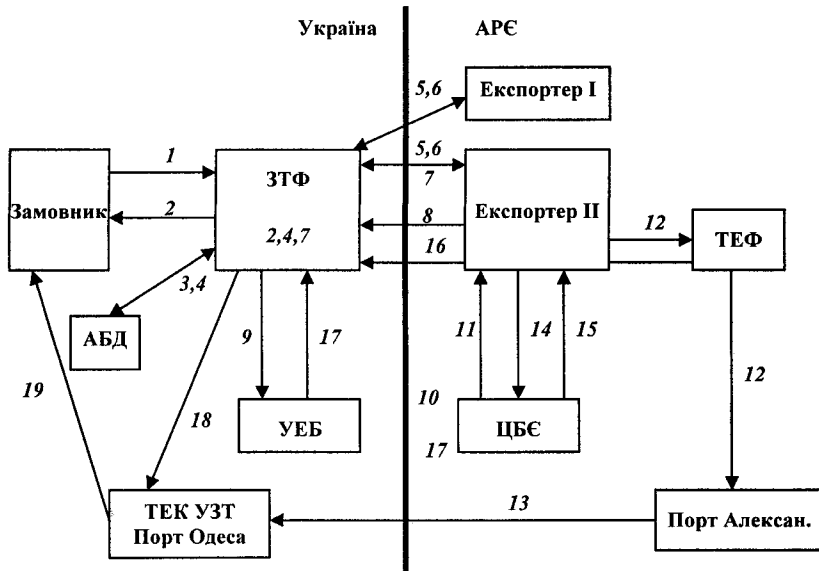 Україна АРЄ
5,6
Експортер I
1
ЗТФ
5,6
7
Замовник
2
2,4,7
8
Експортер II
12
ТЕФ
16
3,4
АБД
9
17
11
14
15
12
19
18
УЕБ
10
ЦБЄ
17
ТЕК УЗТ
Порт Одеса
13
Порт Алексан.